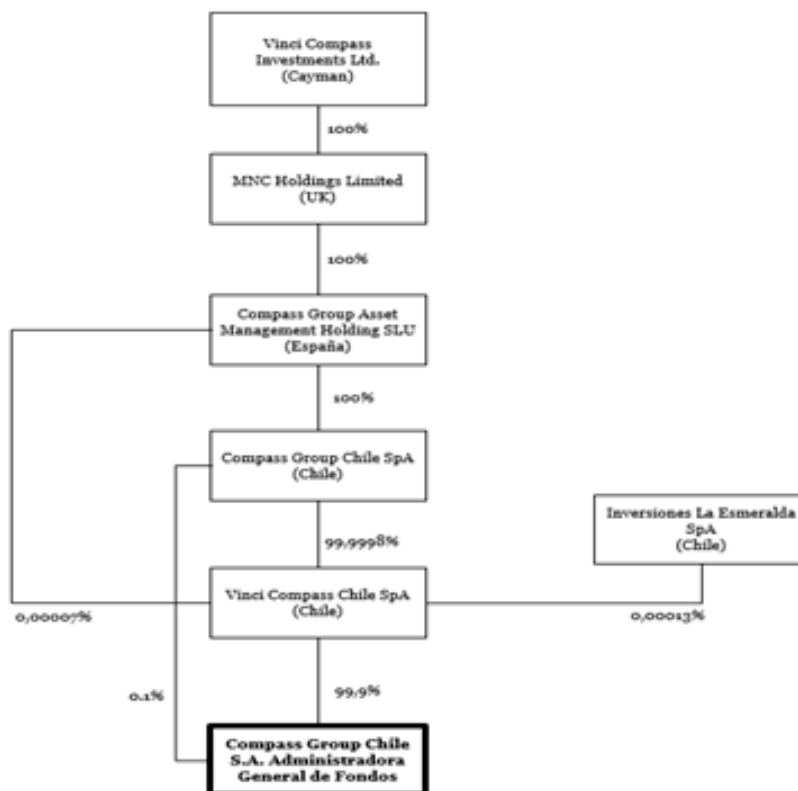 Vinci Compass
Investments Ltd.
(Cayman)
100%
MNC Holdings Limited
(UK)
100%
Compass Group Asset
Management Holding SLU
(España)
100%
Compass Group Chile SpA
(Chile)
Inversiones La Esmeralda
SpA
(Chile)
99,9998%
Vinci Compass Chile SpA
(Chile)
0,00007%
0,00013%
0.1%
99,9%
Compass Group Chile
S.A. Administradora
General de Fondos